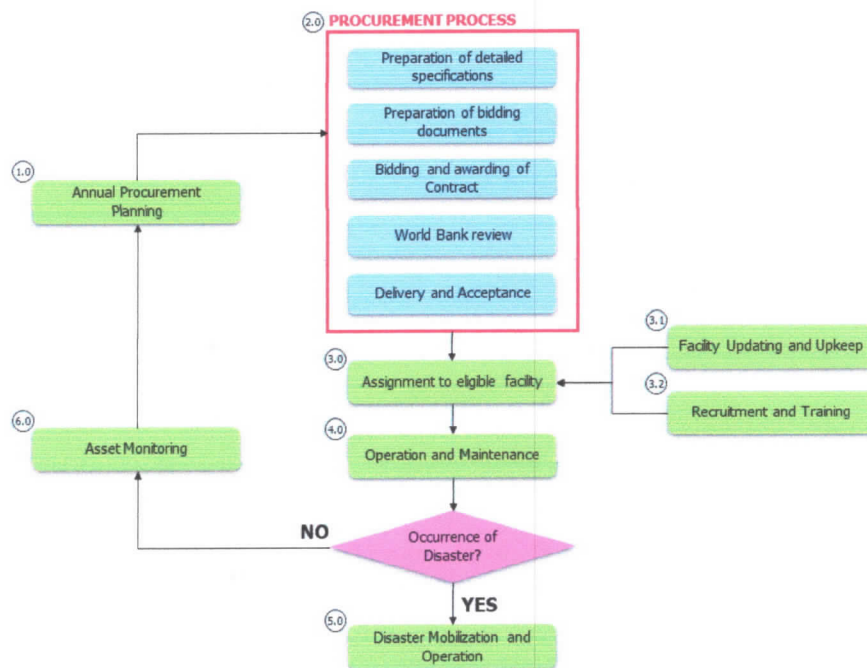 2.0 PROCUREMENT PROCESS
Preparation of detailed
specifications
Preparation of bidding
documents
1.0
Annual Procurement
Planning
Bidding and awarding of
Contract
World Bank review
Delivery and Acceptance
3.0
Assignment to eligible facility
3.1
Facility Updating and Upkeep
3.2
Recruitment and Training
4.0
Operation and Maintenance
6.0
Asset Monitoring
NO
Occurrence of
Disaster?
YES
5.0
Disaster Mobilization and
Operation